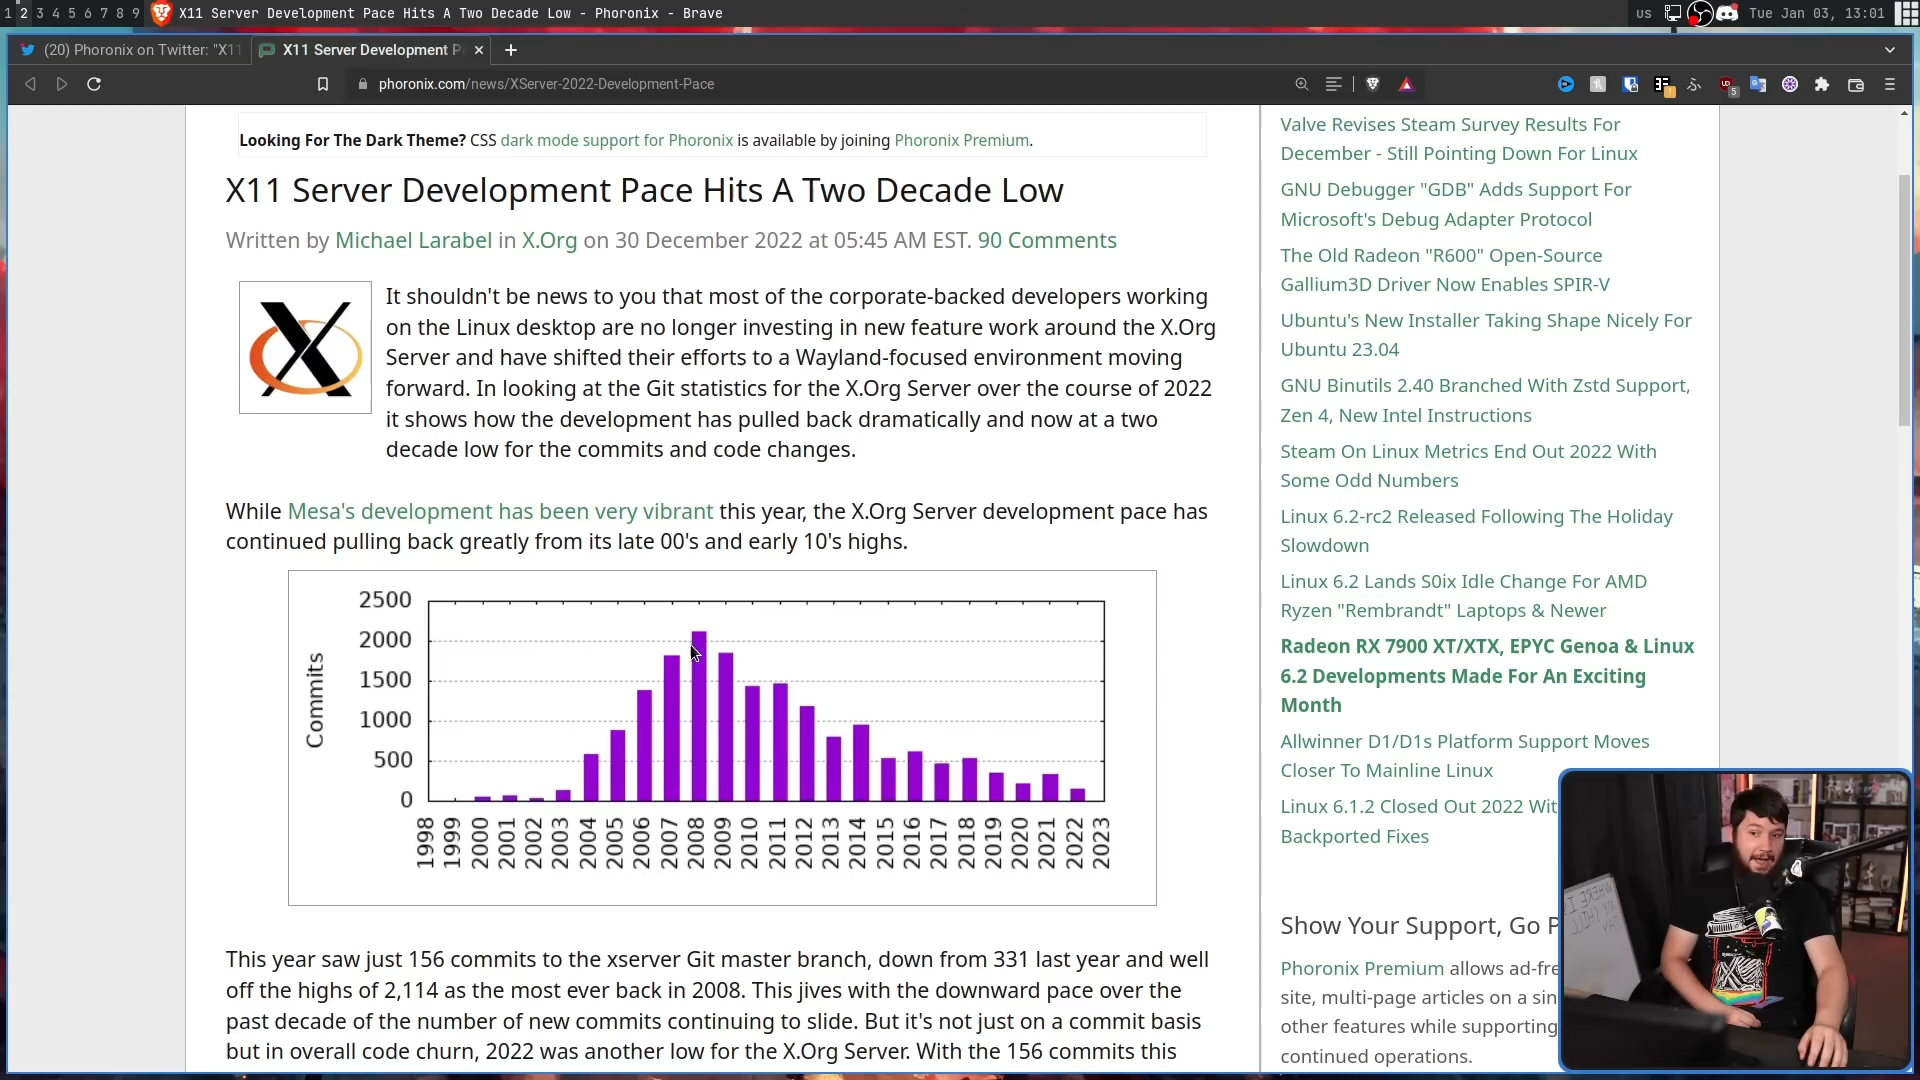 1 2 3 4 5 6 7 8 9 X11 Server Development Pace Hits A Two Decade Low - Phoronix - Brave
us Tue Jan 03, 13:01
(20) Phoronix on Twitter: "X11
X11 Server Development P
phoronix.com/news/XServer-2022-Development-Pace
Looking For The Dark Theme? CSS dark mode support for Phoronix is available by joining Phoronix Premium.
X11 Server Development Pace Hits A Two Decade Low
Written by Michael Larabel in X.Org on 30 December 2022 at 05:45 AM EST. 90 Comments
It shouldn't be news to you that most of the corporate-backed developers working
on the Linux desktop are no longer investing in new feature work around the X.Org
Server and have shifted their efforts to a Wayland-focused environment moving
forward. In looking at the Git statistics for the X.Org Server over the course of 2022
it shows how the development has pulled back dramatically and now at a two
decade low for the commits and code changes.
While Mesa's development has been very vibrant this year, the X.Org Server development pace has
continued pulling back greatly from its late 00's and early 10's highs.
Commits
2500
2000
1500
1000
500
0
1998 1999 2000 2001 2002 2003 2004 2005 2006 2007 2008 2009 2010 2011 2012 2013 2014 2015 2016 2017 2018 2019 2020 2021 2022 2023
This year saw just 156 commits to the xserver Git master branch, down from 331 last year and well
off the highs of 2,114 as the most ever back in 2008. This jives with the downward pace over the
past decade of the number of new commits continuing to slide. But it's not just on a commit basis
but in overall code churn, 2022 was another low for the X.Org Server. With the 156 commits this
Valve Revises Steam Survey Results For
December - Still Pointing Down For Linux
GNU Debugger "GDB" Adds Support For
Microsoft's Debug Adapter Protocol
The Old Radeon "R600" Open-Source
Gallium3D Driver Now Enables SPIR-V
Ubuntu's New Installer Taking Shape Nicely For
Ubuntu 23.04
GNU Binutils 2.40 Branched With Zstd Support,
Zen 4, New Intel Instructions
Steam On Linux Metrics End Out 2022 With
Some Odd Numbers
Linux 6.2-rc2 Released Following The Holiday
Slowdown
Linux 6.2 Lands S0ix Idle Change For AMD
Ryzen "Rembrandt" Laptops & Newer
Radeon RX 7900 XT/XTX, EPYC Genoa & Linux
6.2 Developments Made For An Exciting
Month
Allwinner D1/D1s Platform Support Moves
Closer To Mainline Linux
Linux 6.1.2 Closed Out 2022 Wit
Backported Fixes
Show Your Support, Go P
Phoronix Premium allows ad-fre
site, multi-page articles on a sin
other features while supporting
continued operations.